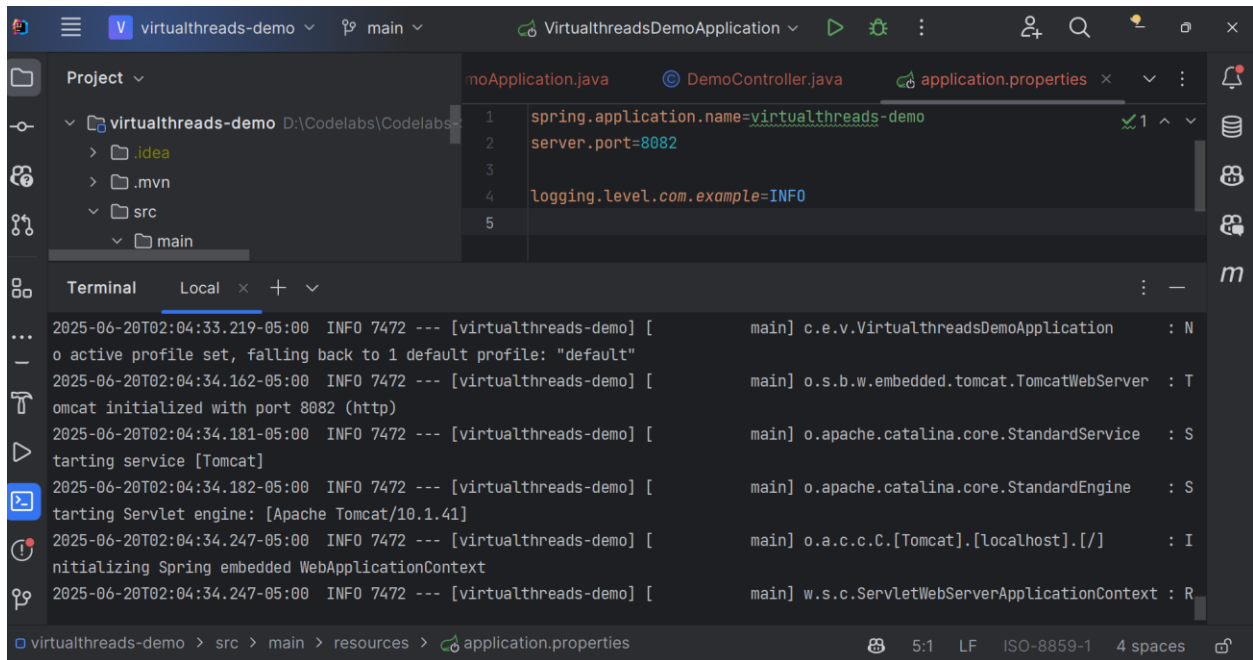 V virtualthreads-demo main VirtualthreadsDemoApplication
Project
moApplication.java DemoController.java application.properties
virtualthreads-demo D:\Codelabs\Codelabs-
.idea
.mvn
src
main
1 spring.application.name=virtualthreads-demo
2 server.port=8082
3
4 logging.level.com.example=INFO
5
1
m
Terminal Local
2025-06-20T02:04:33.219-05:00  INFO 7472 --- [virtualthreads-demo] [           main] c.e.v.VirtualthreadsDemoApplication      : N
o active profile set, falling back to 1 default profile: "default"
2025-06-20T02:04:34.162-05:00  INFO 7472 --- [virtualthreads-demo] [           main] o.s.b.w.embedded.tomcat.TomcatWebServer  : T
omcat initialized with port 8082 (http)
2025-06-20T02:04:34.181-05:00  INFO 7472 --- [virtualthreads-demo] [           main] o.apache.catalina.core.StandardService   : S
tarting service [Tomcat]
2025-06-20T02:04:34.182-05:00  INFO 7472 --- [virtualthreads-demo] [           main] o.apache.catalina.core.StandardEngine    : S
tarting Servlet engine: [Apache Tomcat/10.1.41]
2025-06-20T02:04:34.247-05:00  INFO 7472 --- [virtualthreads-demo] [           main] o.a.c.c.C.[Tomcat].[localhost].[/]       : I
nitializing Spring embedded WebApplicationContext
2025-06-20T02:04:34.247-05:00  INFO 7472 --- [virtualthreads-demo] [           main] w.s.c.ServletWebServerApplicationContext : R
virtualthreads-demo > src > main > resources > application.properties 5:1 LF ISO-8859-1 4 spaces